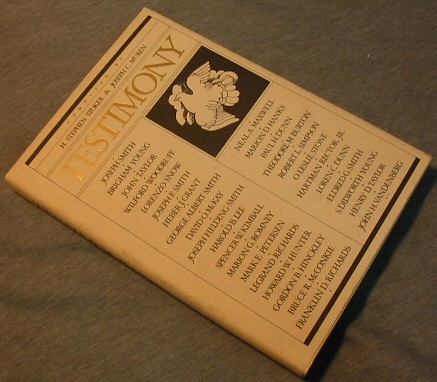 COMPILED BY
H. STEPHEN STOKER & JOSEPH C. MUREN
TESTIMONY
JOSEPH SMITH
BRIGHAM YOUNG
JOHN TAYLOR
WILFORD WOODRUFF
LORENZO SNOW
JOSEPH F. SMITH
HEBER J. GRANT
GEORGE ALBERT SMITH
DAVID O. McKAY
JOSEPH FIELDING SMITH
HAROLD B. LEE
SPENCER W. KIMBALL
MARION G. ROMNEY
MARK E. PETERSEN
LEGRAND RICHARDS
HOWARD W. HUNTER
GORDON B. HINCKLEY
BRUCE R. McCONKIE
FRANKLIN D. RICHARDS
NEAL A. MAXWELL
MARION D. HANKS
PAUL H. DUNN
THEODORE M. BURTON
ROBERT L. SIMPSON
O. LESLIE STONE
HARTMAN RECTOR, JR.
LOREN C. DUNN
ELDRED G. SMITH
S. DILWORTH YOUNG
HENRY D. TAYLOR
JOHN H. VANDENBERG